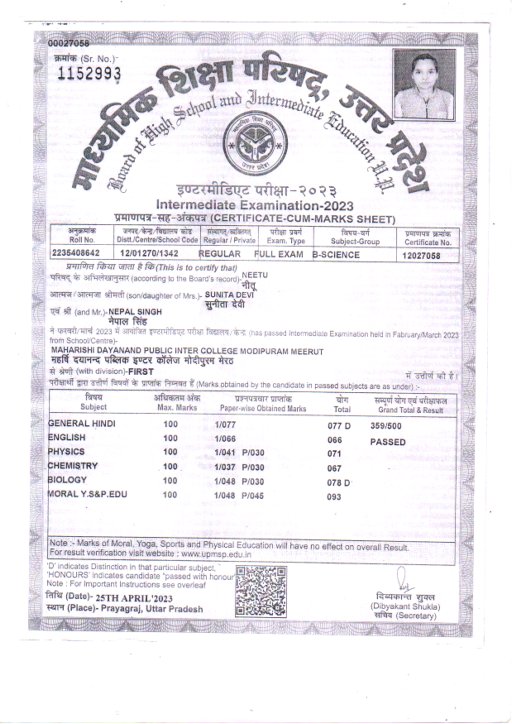 00027058
क्रमांक (Sr. No.)-
1152993
माध्यमिक शिक्षा परिषद्, उत्तर प्रदेश
Board of High School and Intermediate Education U.P.
माध्यमिक शिक्षा परिषद्
उत्तर प्रदेश
इण्टरमीडिएट परीक्षा-२०२३
Intermediate Examination-2023
प्रमाणपत्र-सह-अंकपत्र (CERTIFICATE-CUM-MARKS SHEET)
अनुक्रमांक जनपद/केन्द्र/विद्यालय कोड संस्थागत/व्यक्तिगत परीक्षा प्रवर्ग विषय-वर्ग प्रमाणपत्र क्रमांक
Roll No. Distt./Centre/School Code Regular / Private Exam. Type Subject-Group Certificate No.
2235408642 12/01270/1342 REGULAR FULL EXAM B-SCIENCE 12027058
प्रमाणित किया जाता है कि (This is to certify that)
परिषद् के अभिलेखानुसार (according to the Board's record) NEETU
नीतू
आत्मज / आत्मजा श्रीमती (son/daughter of Mrs.)- SUNITA DEVI
सुनीता देवी
एवं श्री (and Mr.)- NEPAL SINGH
नेपाल सिंह
ने फरवरी/मार्च 2023 में आयोजित इण्टरमीडिएट परीक्षा विद्यालय/केन्द्र (has passed Intermediate Examination held in Fabruary/March 2023
from School/Centre)-
MAHARISHI DAYANAND PUBLIC INTER COLLEGE MODIPURAM MEERUT
महर्षि दयानन्द पब्लिक इण्टर कॉलेज मोदीपुरम मेरठ
से श्रेणी (with division)-FIRST में उत्तीर्ण की है।
परीक्षार्थी द्वारा उत्तीर्ण विषयों के प्राप्तांक निम्नवत हैं (Marks obtained by the candidate in passed subjects are as under) :-
विषय अधिकतम अंक प्रश्नपत्रवार प्राप्तांक योग सम्पूर्ण योग एवं परीक्षाफल
Subject Max. Marks Paper-wise Obtained Marks Total Grand Total & Result
GENERAL HINDI 100 1/077 077 D 359/500
ENGLISH 100 1/066 066 PASSED
PHYSICS 100 1/041 P/030 071
CHEMISTRY 100 1/037 P/030 067
BIOLOGY 100 1/048 P/030 078 D
MORAL Y.S&P.EDU 100 1/048 P/045 093
Note :- Marks of Moral, Yoga, Sports and Physical Education will have no effect on overall Result.
For result verification visit website : www.upmsp.edu.in
'D' indicates Distinction in that particular subject,
'HONOURS' indicates candidate "passed with honour"
Note : For Important Instructions see overleaf
तिथि (Date)- 25TH APRIL'2023
स्थान (Place)- Prayagraj, Uttar Pradesh
दिब्यकान्त शुक्ल
(Dibyakant Shukla)
सचिव (Secretary)